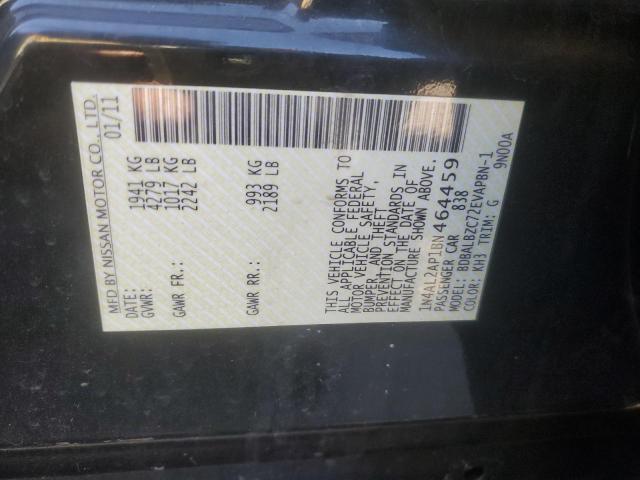 MFD BY NISSAN MOTOR CO., LTD.
DATE: 01/11
GVWR: 1941 KG
4279 LB
GAWR FR: 1017 KG
2242 LB
GAWR RR: 993 KG
2189 LB
THIS VEHICLE CONFORMS TO
ALL APPLICABLE FEDERAL
MOTOR VEHICLE SAFETY,
BUMPER, AND THEFT
PREVENTION STANDARDS IN
EFFECT ON THE DATE OF
MANUFACTURE SHOWN ABOVE.
1N4AL2AP1BN464459
PASSENGER CAR 838
MODEL: BDBALBZC72EVAPBN-1
COLOR: KH3 TRIM: G 9N00A